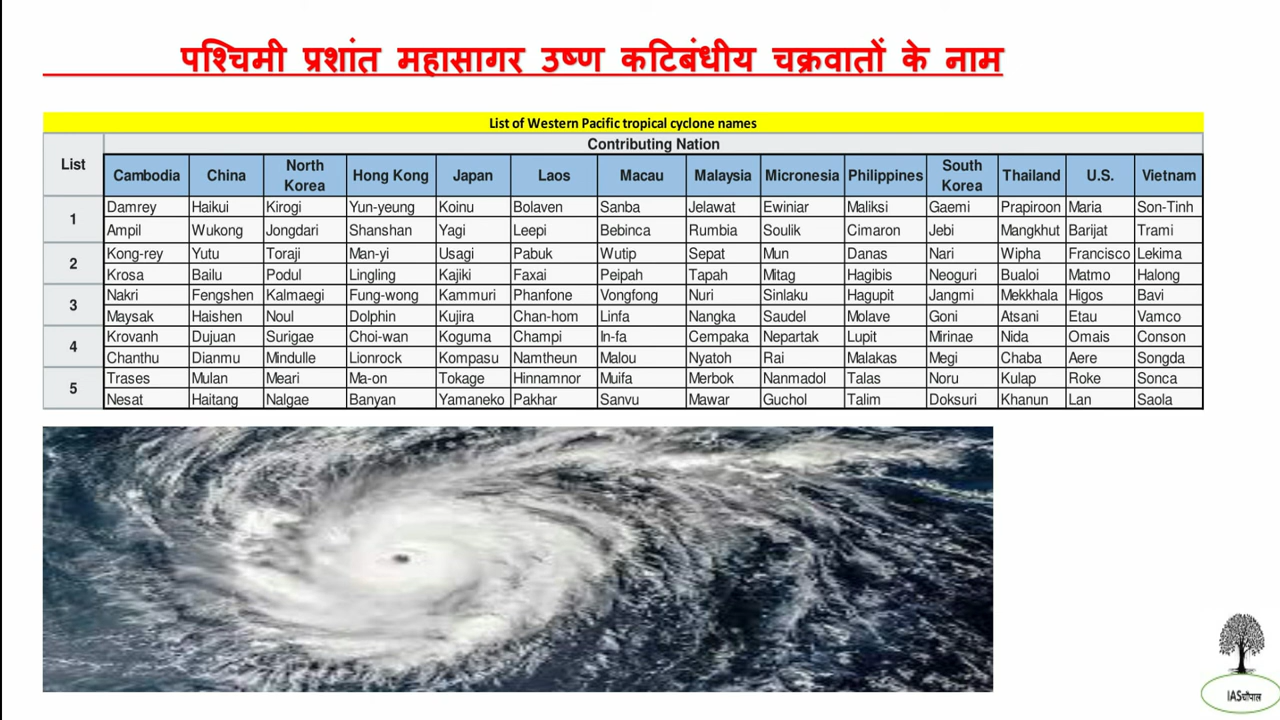 पश्चिमी प्रशांत महासागर उष्ण कटिबंधीय चक्रवातों के नाम
List of Western Pacific tropical cyclone names
List Contributing Nation
Cambodia China North Korea Hong Kong Japan Laos Macau Malaysia Micronesia Philippines South Korea Thailand U.S. Vietnam
1 Damrey Haikui Kirogi Yun-yeung Koinu Bolaven Sanba Jelawat Ewiniar Maliksi Gaemi Prapiroon Maria Son-Tinh
Ampil Wukong Jongdari Shanshan Yagi Leepi Bebinca Rumbia Soulik Cimaron Jebi Mangkhut Barijat Trami
2 Kong-rey Yutu Toraji Man-yi Usagi Pabuk Wutip Sepat Mun Danas Nari Wipha Francisco Lekima
Krosa Bailu Podul Lingling Kajiki Faxai Peipah Tapah Mitag Hagibis Neoguri Bualoi Matmo Halong
3 Nakri Fengshen Kalmaegi Fung-wong Kammuri Phanfone Vongfong Nuri Sinlaku Hagupit Jangmi Mekkhala Higos Bavi
Maysak Haishen Noul Dolphin Kujira Chan-hom Linfa Nangka Saudel Molave Goni Atsani Etau Vamco
4 Krovanh Dujuan Surigae Choi-wan Koguma Champi In-fa Cempaka Nepartak Lupit Mirinae Nida Omais Conson
Chanthu Dianmu Mindulle Lionrock Kompasu Namtheun Malou Nyatoh Rai Malakas Megi Chaba Aere Songda
5 Trases Mulan Meari Ma-on Tokage Hinnamnor Muifa Merbok Nanmadol Talas Noru Kulap Roke Sonca
Nesat Haitang Nalgae Banyan Yamaneko Pakhar Sanvu Mawar Guchol Talim Doksuri Khanun Lan Saola
IASचौपाल